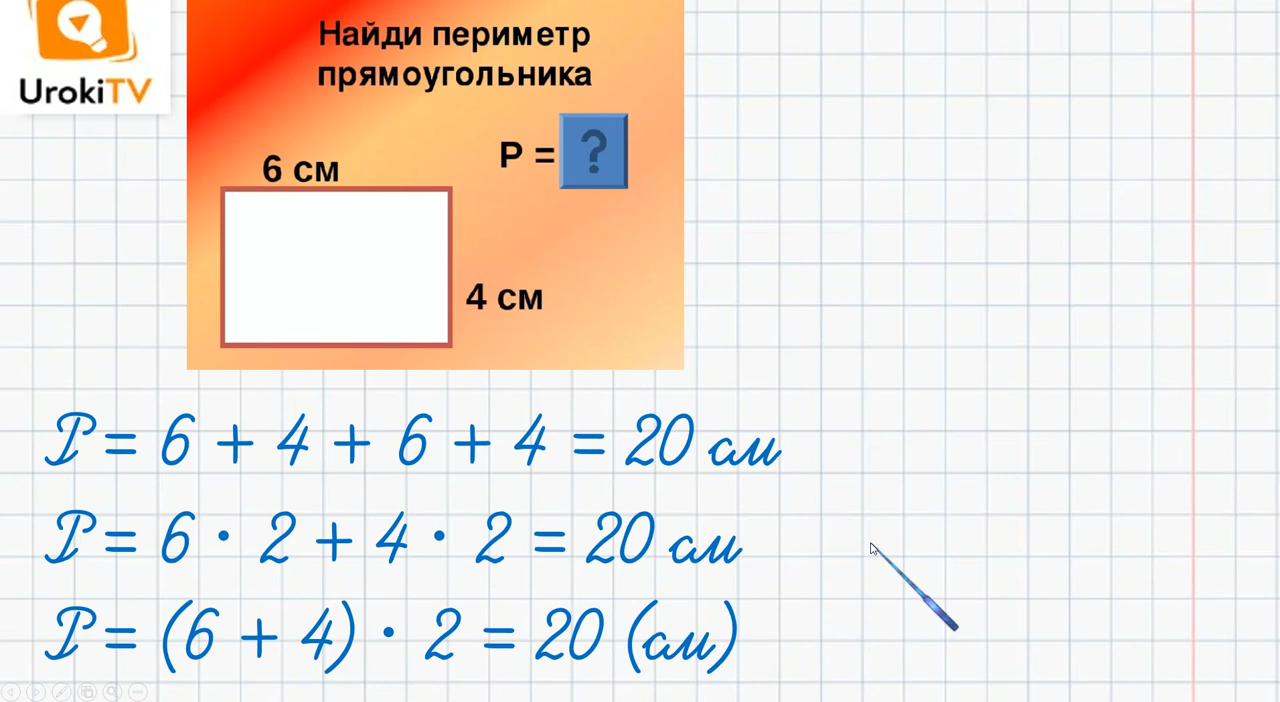 UrokiTV
Найди периметр
прямоугольника
P = ?
6 см
4 см
P = 6 + 4 + 6 + 4 = 20 см
P = 6 · 2 + 4 · 2 = 20 см
P = (6 + 4) · 2 = 20 (см)